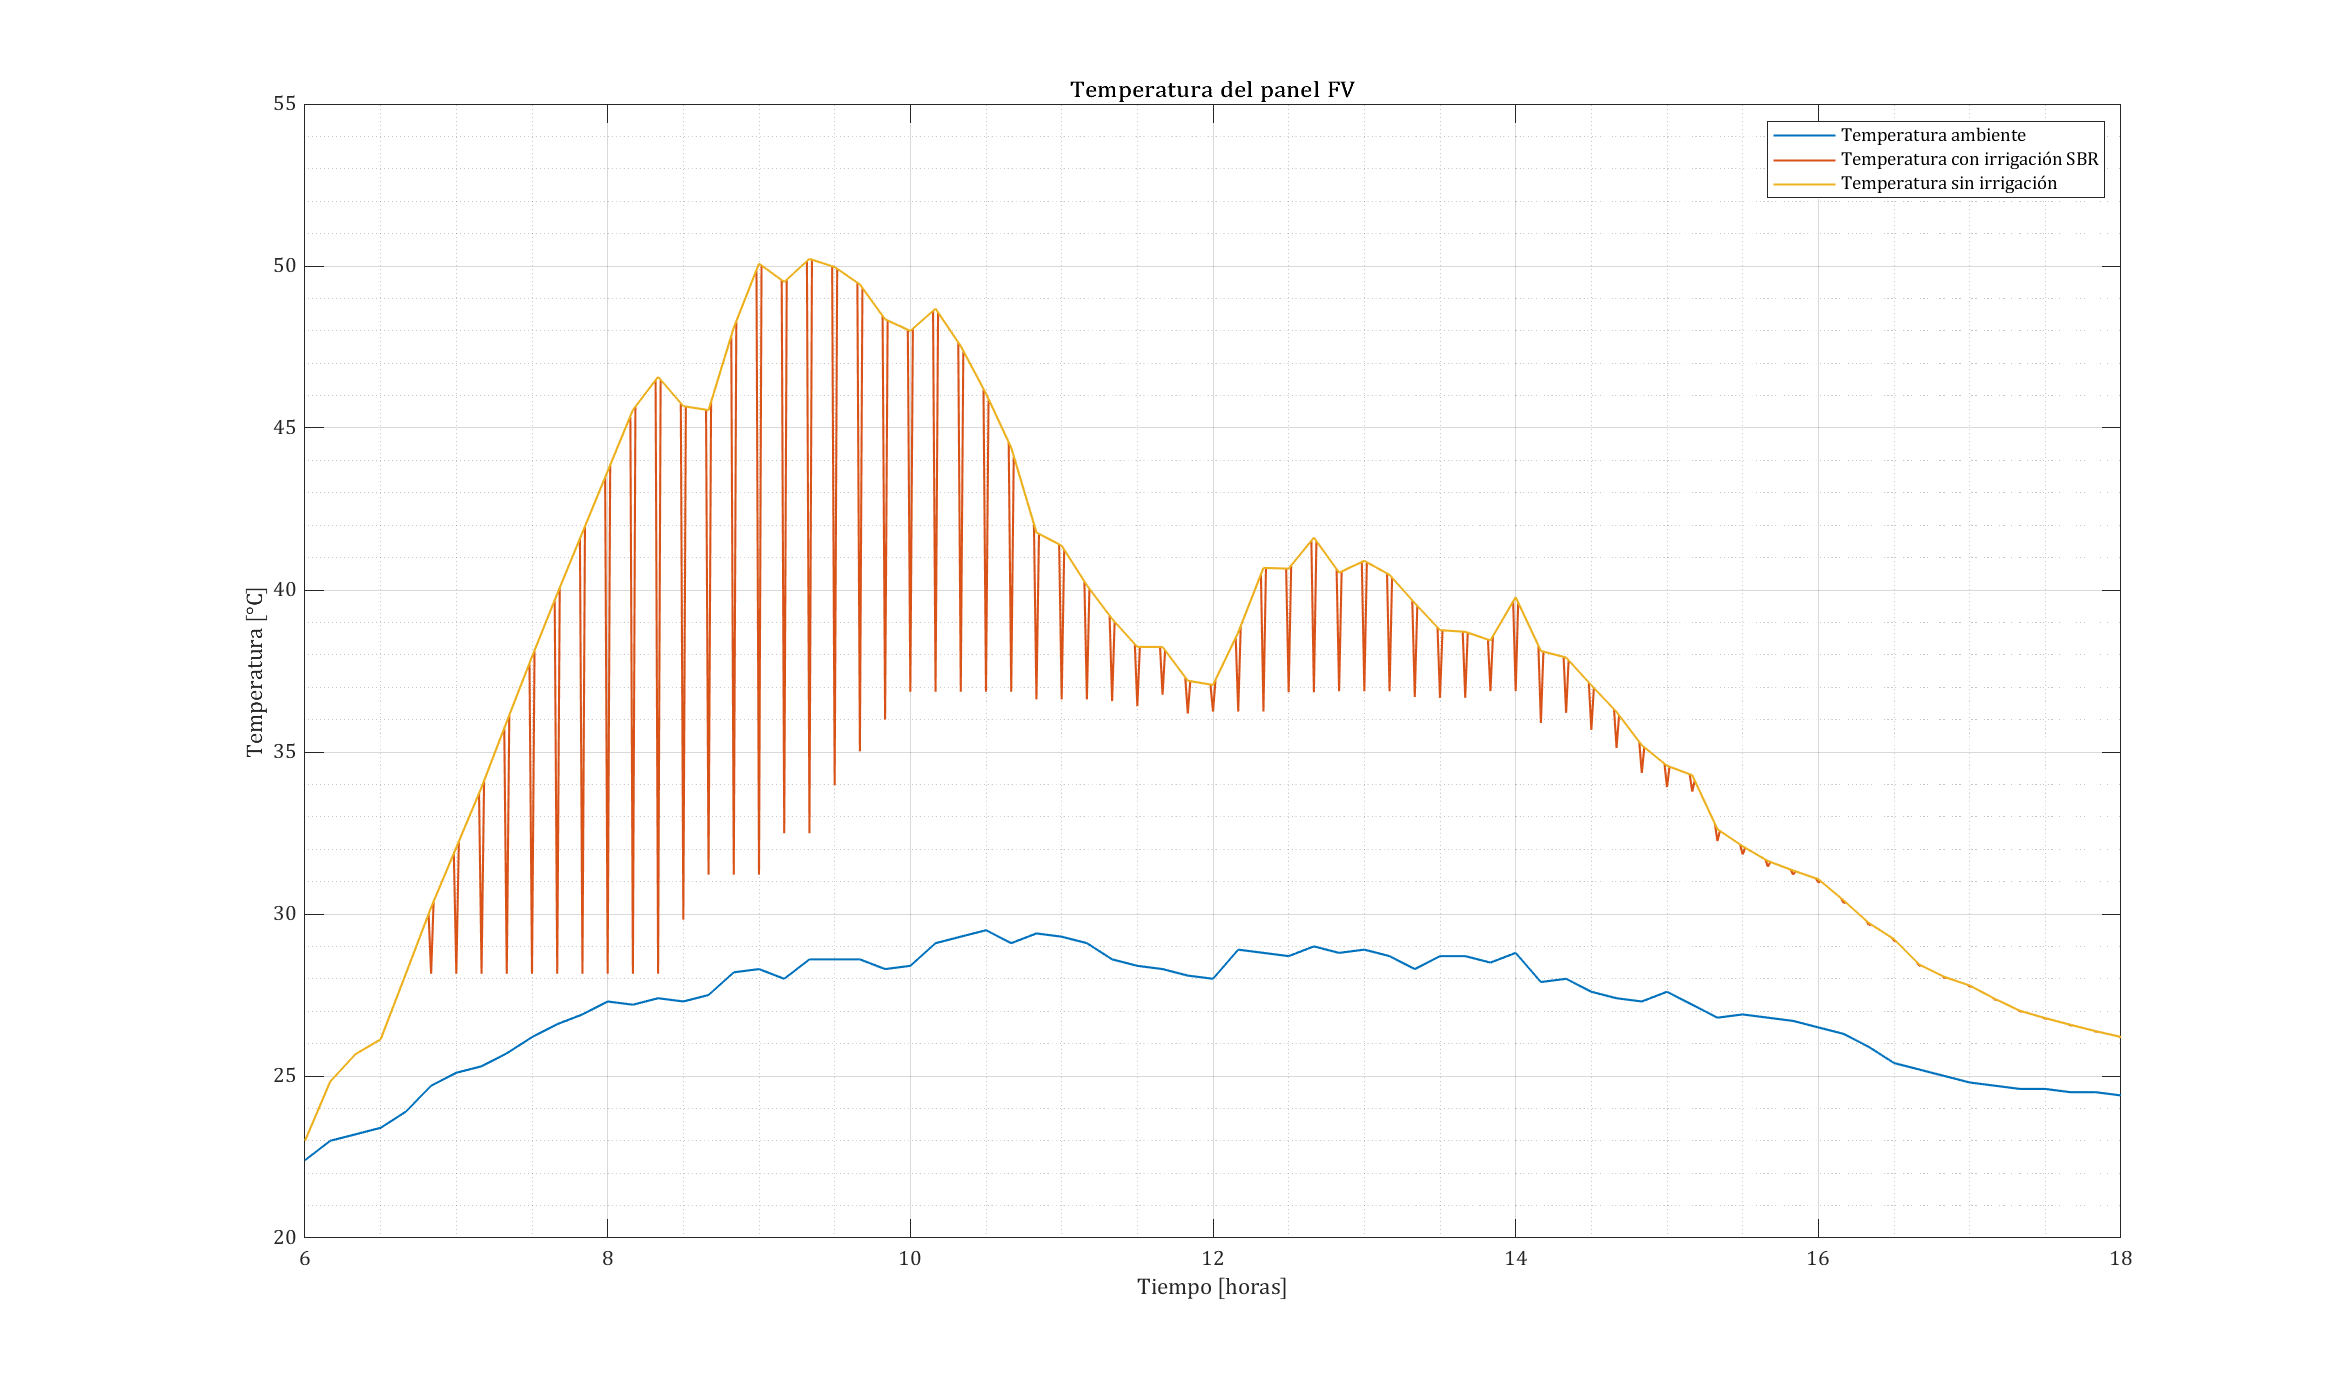 Temperatura del panel FV
Temperatura ambiente
Temperatura con irrigación SBR
Temperatura sin irrigación
55
50
45
40
35
30
25
20
Temperatura [°C]
6 8 10 12 14 16 18
Tiempo [horas]